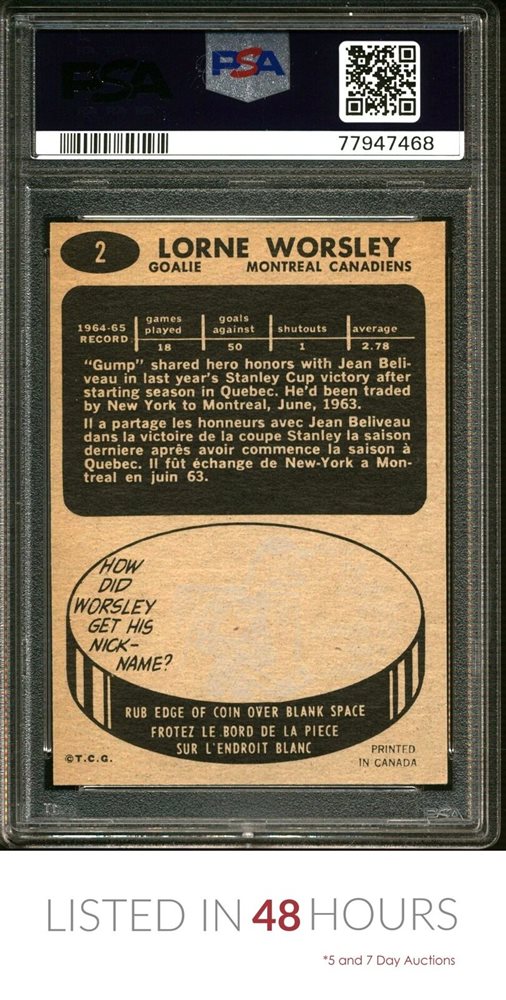 PSA
PSA
77947468
2
LORNE WORSLEY
GOALIE MONTREAL CANADIENS
1964-65 RECORD games played goals against shutouts average
18 50 1 2.78
"Gump" shared hero honors with Jean Beli-
veau in last year's Stanley Cup victory after
starting season in Quebec. He'd been traded
by New York to Montreal, June, 1963.
Il a partage les honneurs avec Jean Beliveau
dans la victoire de la coupe Stanley la saison
derniere après avoir commence la saison à
Quebec. Il fût échange de New-York a Mon-
treal en juin 63.
HOW
DID
WORSLEY
GET HIS
NICK-
NAME?
RUB EDGE OF COIN OVER BLANK SPACE
FROTEZ LE BORD DE LA PIECE
SUR L'ENDROIT BLANC
©T.C.G.
PRINTED
IN CANADA
PSA
LISTED IN 48 HOURS
*5 and 7 Day Auctions